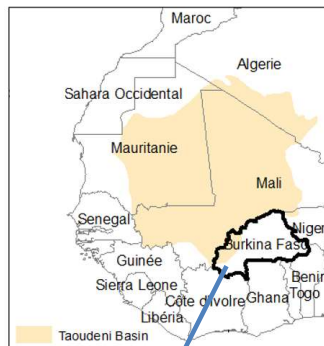 Maroc
Algerie
Sahara Occidental
Mauritanie
Mali
Senegal
Niger
Burkina Faso
Guinée
Benin
Sierra Leone
Togo
Côte d'Ivoire
Ghana
Libéria
Taoudeni Basin